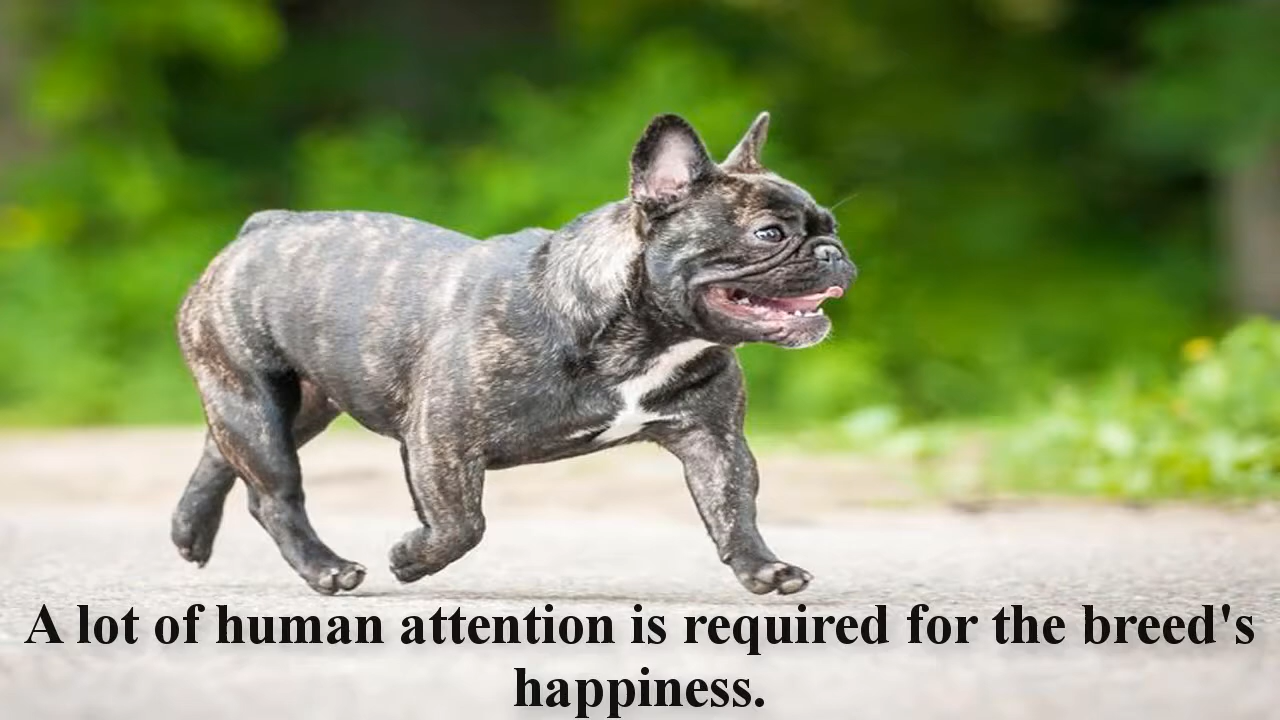 A lot of human attention is required for the breed's
happiness.